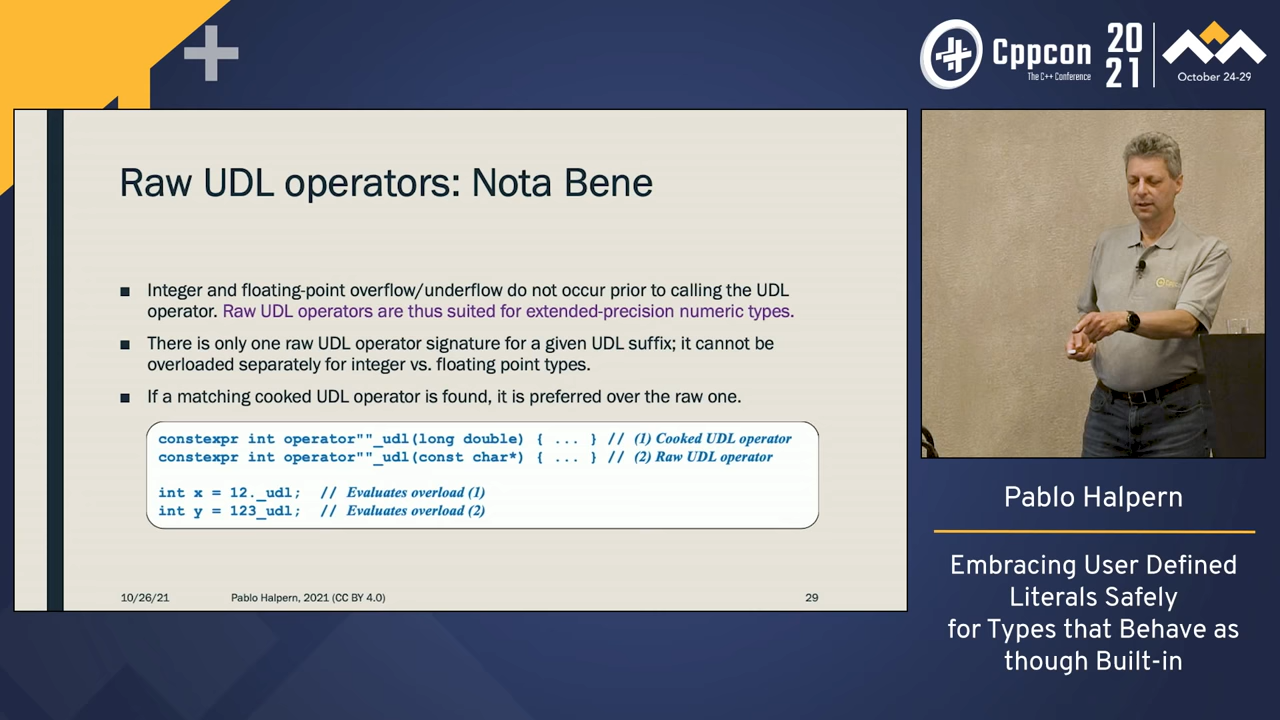 Cppcon
The C++ Conference
20
21
October 24-29
Raw UDL operators: Nota Bene
Integer and floating-point overflow/underflow do not occur prior to calling the UDL
operator. Raw UDL operators are thus suited for extended-precision numeric types.
There is only one raw UDL operator signature for a given UDL suffix; it cannot be
overloaded separately for integer vs. floating point types.
If a matching cooked UDL operator is found, it is preferred over the raw one.
constexpr int operator""_udl(long double) { ... } // (1) Cooked UDL operator
constexpr int operator""_udl(const char*) { ... } // (2) Raw UDL operator
int x = 12._udl; // Evaluates overload (1)
int y = 123_udl; // Evaluates overload (2)
10/26/21 Pablo Halpern, 2021 (CC BY 4.0) 29
Pablo Halpern
Embracing User Defined
Literals Safely
for Types that Behave as
though Built-in